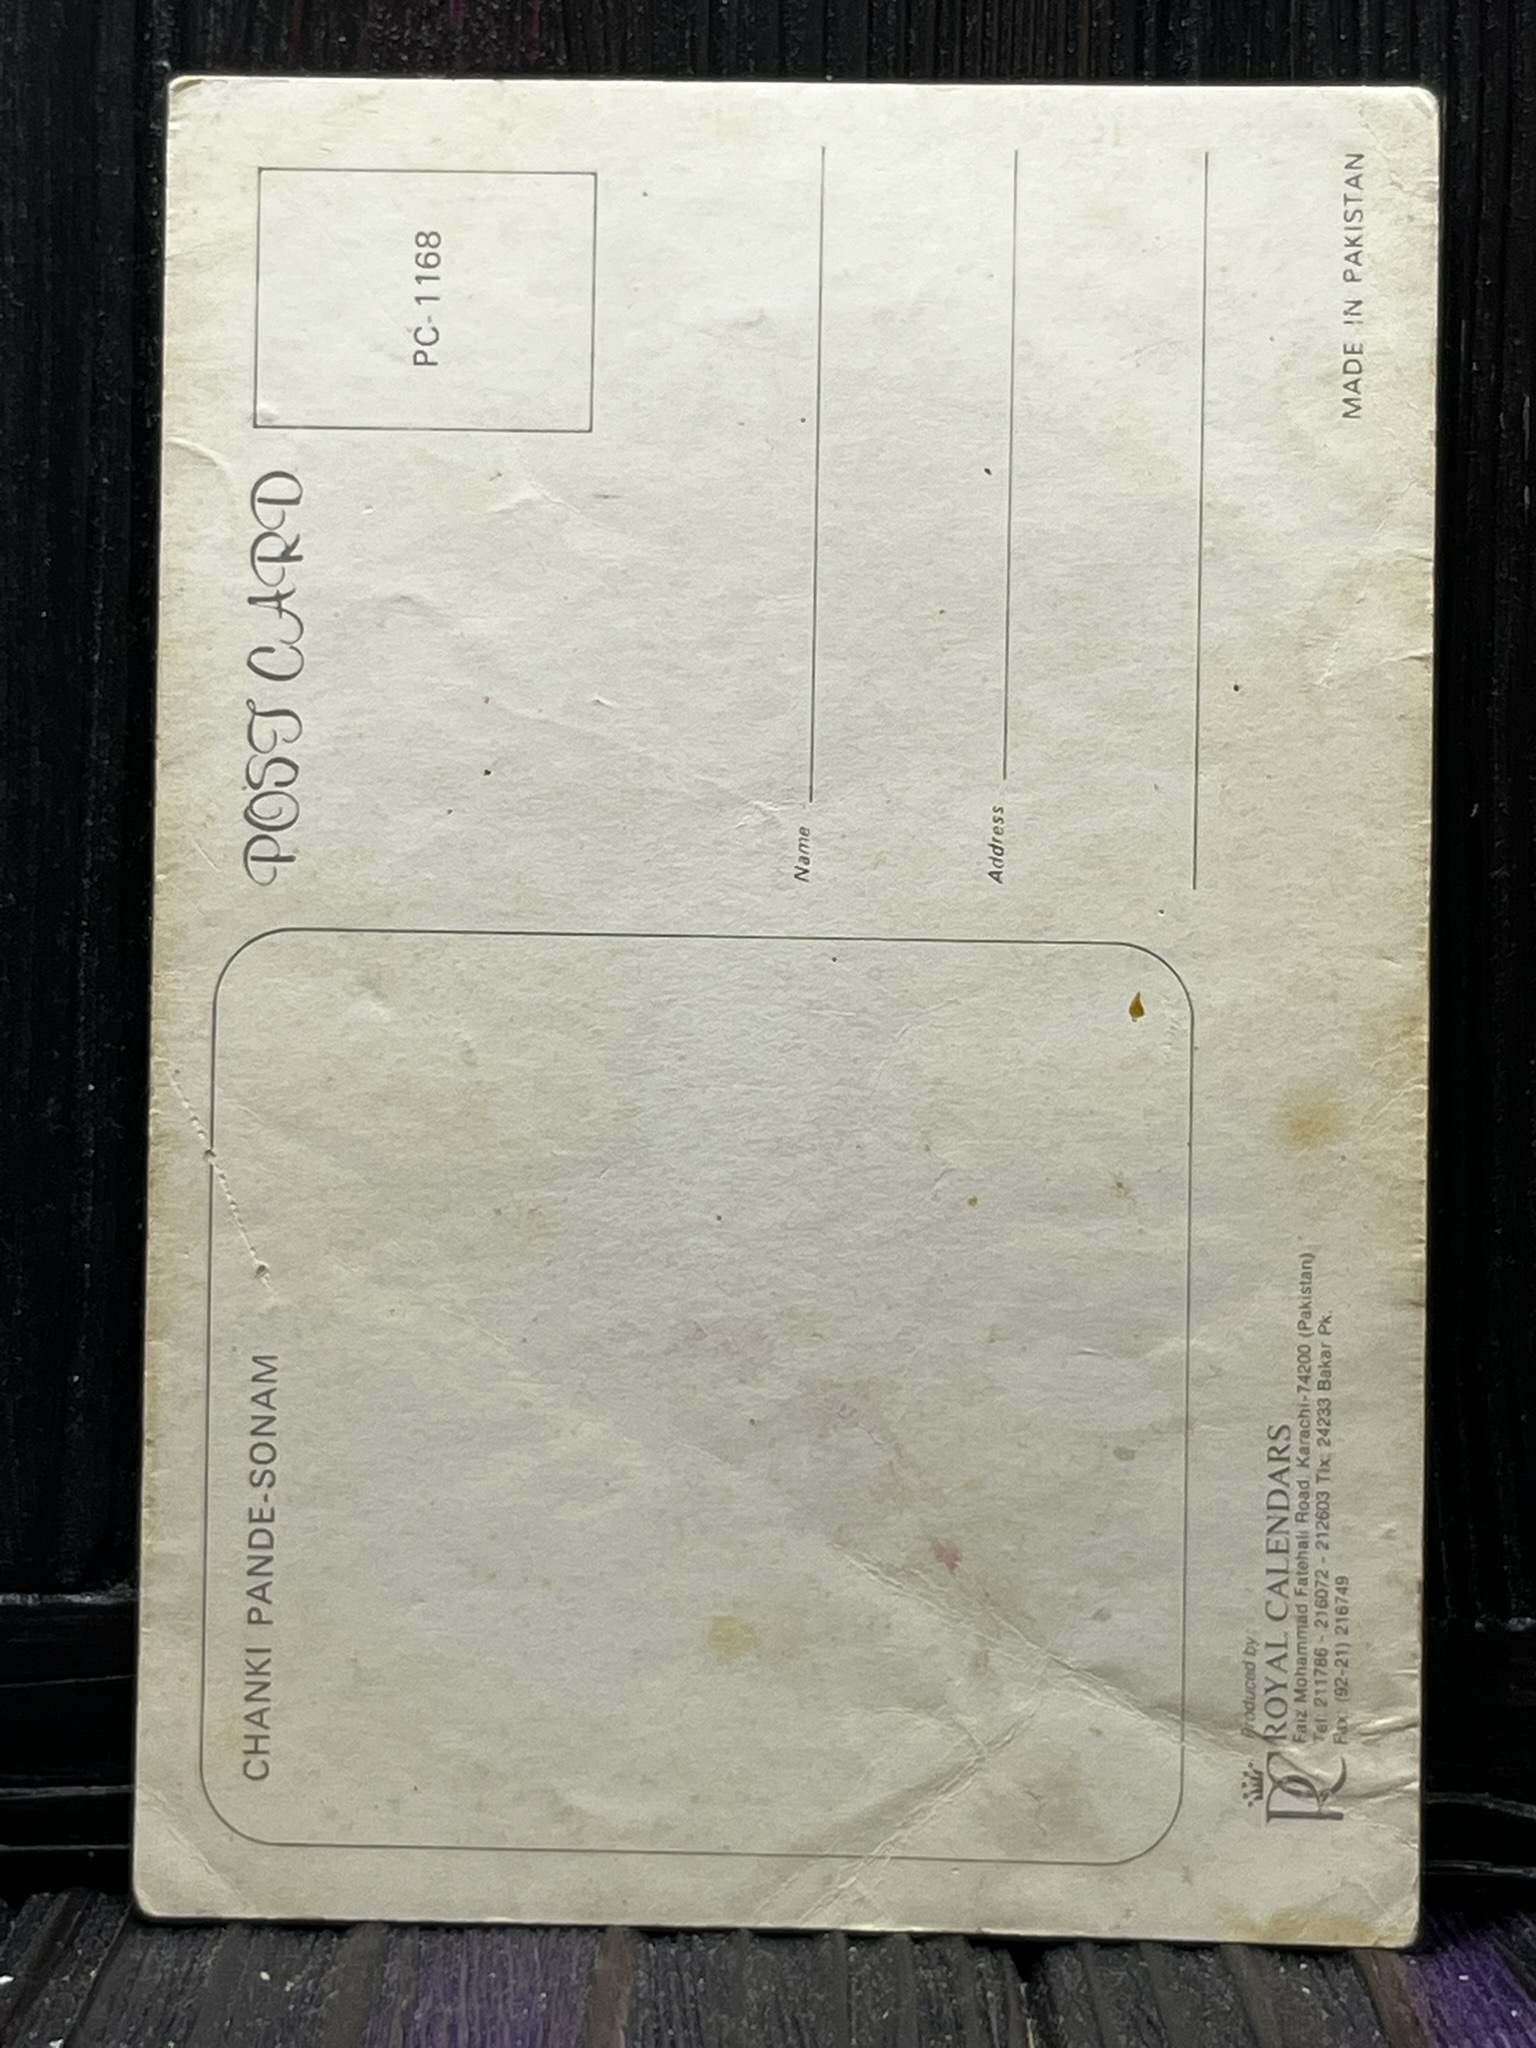 CHANKI PANDE-SONAM
POST CARD
PC-1168
Name
Address
Produced by:
RC ROYAL CALENDARS
Faiz Mohammad Fatehali Road, Karachi-74200 (Pakistan)
Tel: 211786 - 216072 - 212603 Tlx: 24233 Bakar Pk.
Fax: (92-21) 216749
MADE IN PAKISTAN